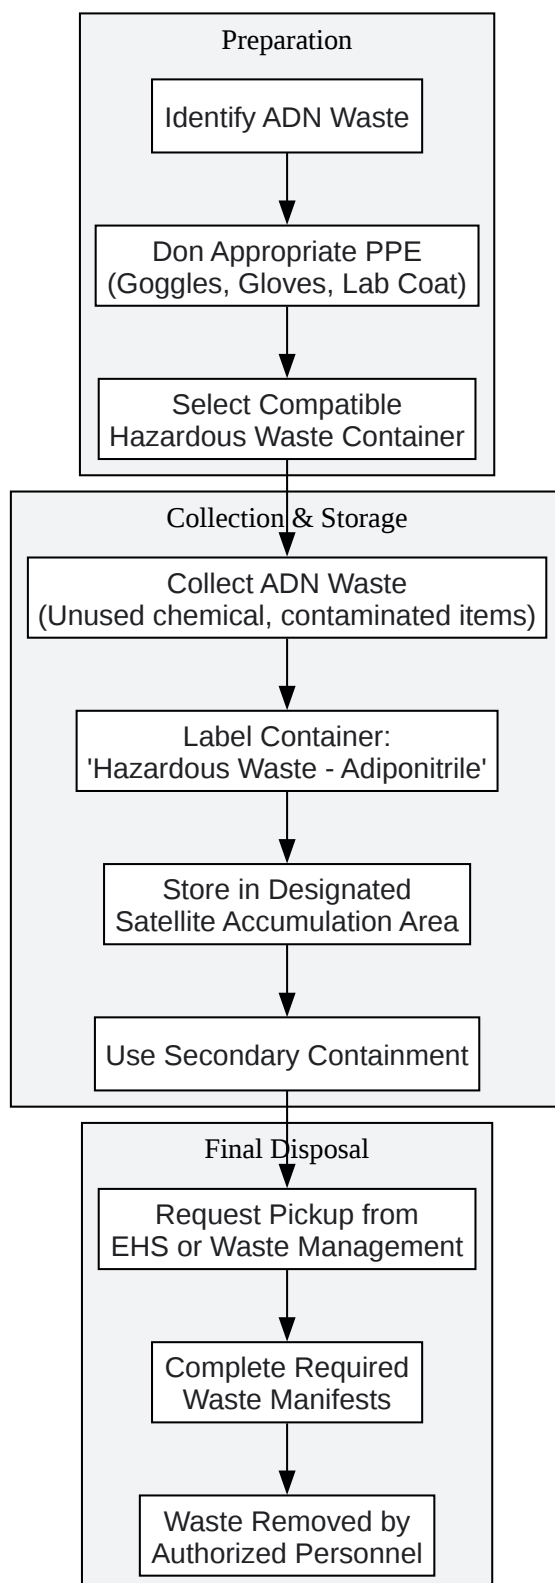 Preparation
Identify ADN Waste
Don Appropriate PPE
(Goggles, Gloves, Lab Coat)
Select Compatible
Hazardous Waste Container
Collection & Storage
Collect ADN Waste
(Unused chemical, contaminated items)
Label Container:
'Hazardous Waste - Adiponitrile'
Store in Designated
Satellite Accumulation Area
Use Secondary Containment
Final Disposal
Request Pickup from
EHS or Waste Management
Complete Required
Waste Manifests
Waste Removed by
Authorized Personnel